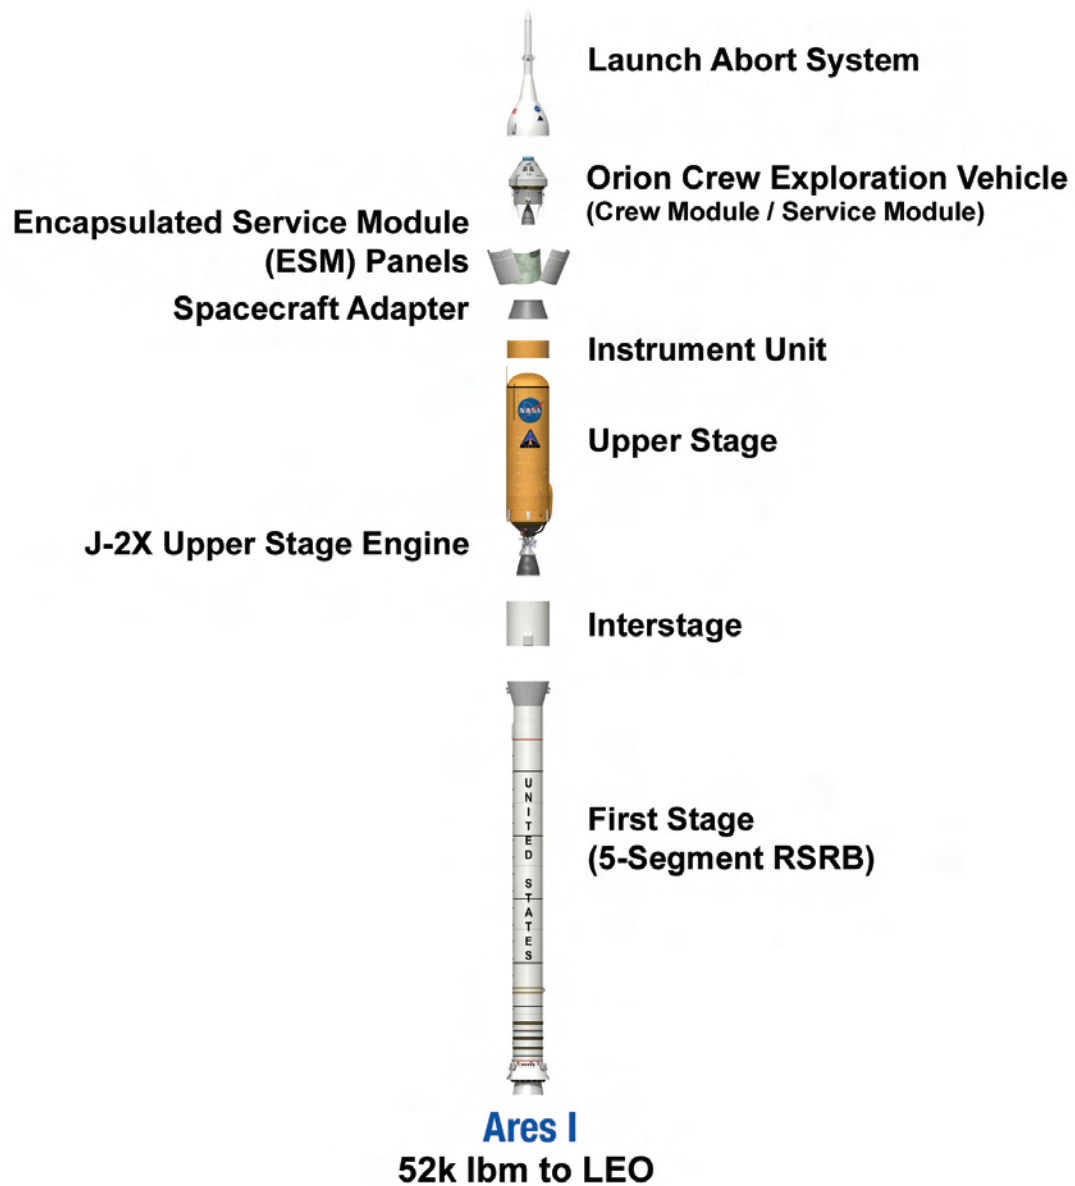 Launch Abort System
Orion Crew Exploration Vehicle
(Crew Module / Service Module)
Encapsulated Service Module
(ESM) Panels
Spacecraft Adapter
Instrument Unit
NASA
Upper Stage
J-2X Upper Stage Engine
Interstage
UNITED STATES
First Stage
(5-Segment RSRB)
Ares I
52k lbm to LEO